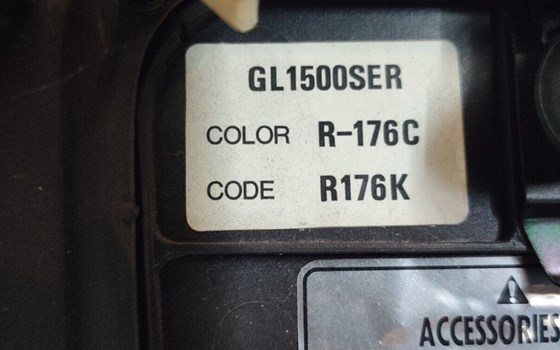 GL1500SER
COLOR R-176C
CODE R176K
ACCESSORIES